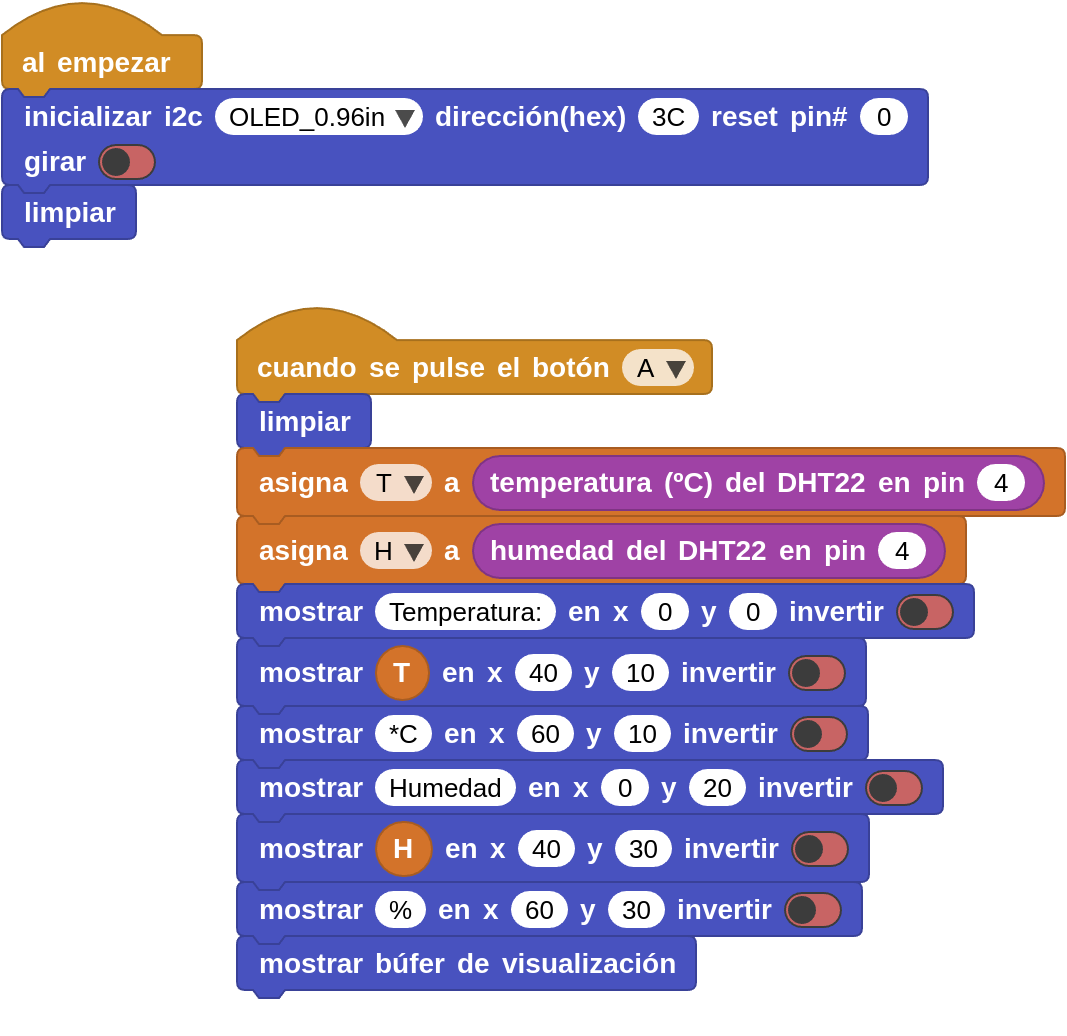 al empezar
inicializar i2c OLED_0.96in dirección(hex) 3C reset pin# 0
girar
limpiar
cuando se pulse el botón A
limpiar
asigna T a temperatura (ºC) del DHT22 en pin 4
asigna H a humedad del DHT22 en pin 4
mostrar Temperatura: en x 0 y 0 invertir
mostrar T en x 40 y 10 invertir
mostrar *C en x 60 y 10 invertir
mostrar Humedad en x 0 y 20 invertir
mostrar H en x 40 y 30 invertir
mostrar % en x 60 y 30 invertir
mostrar búfer de visualización